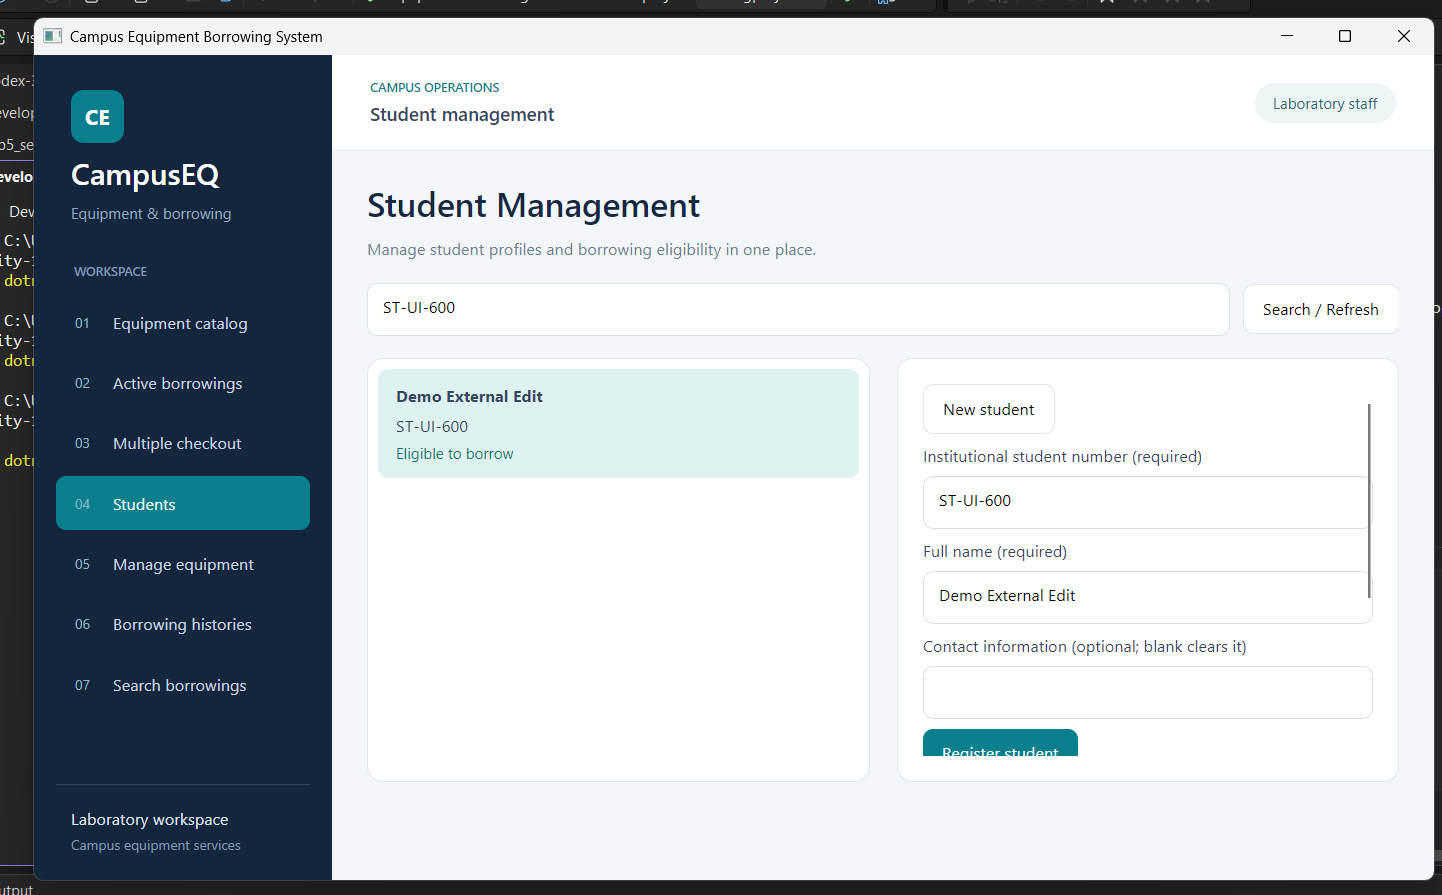 Campus Equipment Borrowing System
CE
CampusEQ
Equipment & borrowing
WORKSPACE
01 Equipment catalog
02 Active borrowings
03 Multiple checkout
04 Students
05 Manage equipment
06 Borrowing histories
07 Search borrowings
Laboratory workspace
Campus equipment services
CAMPUS OPERATIONS
Student management
Laboratory staff
Student Management
Manage student profiles and borrowing eligibility in one place.
ST-UI-600
Search / Refresh
Demo External Edit
ST-UI-600
Eligible to borrow
New student
Institutional student number (required)
ST-UI-600
Full name (required)
Demo External Edit
Contact information (optional; blank clears it)
Register student